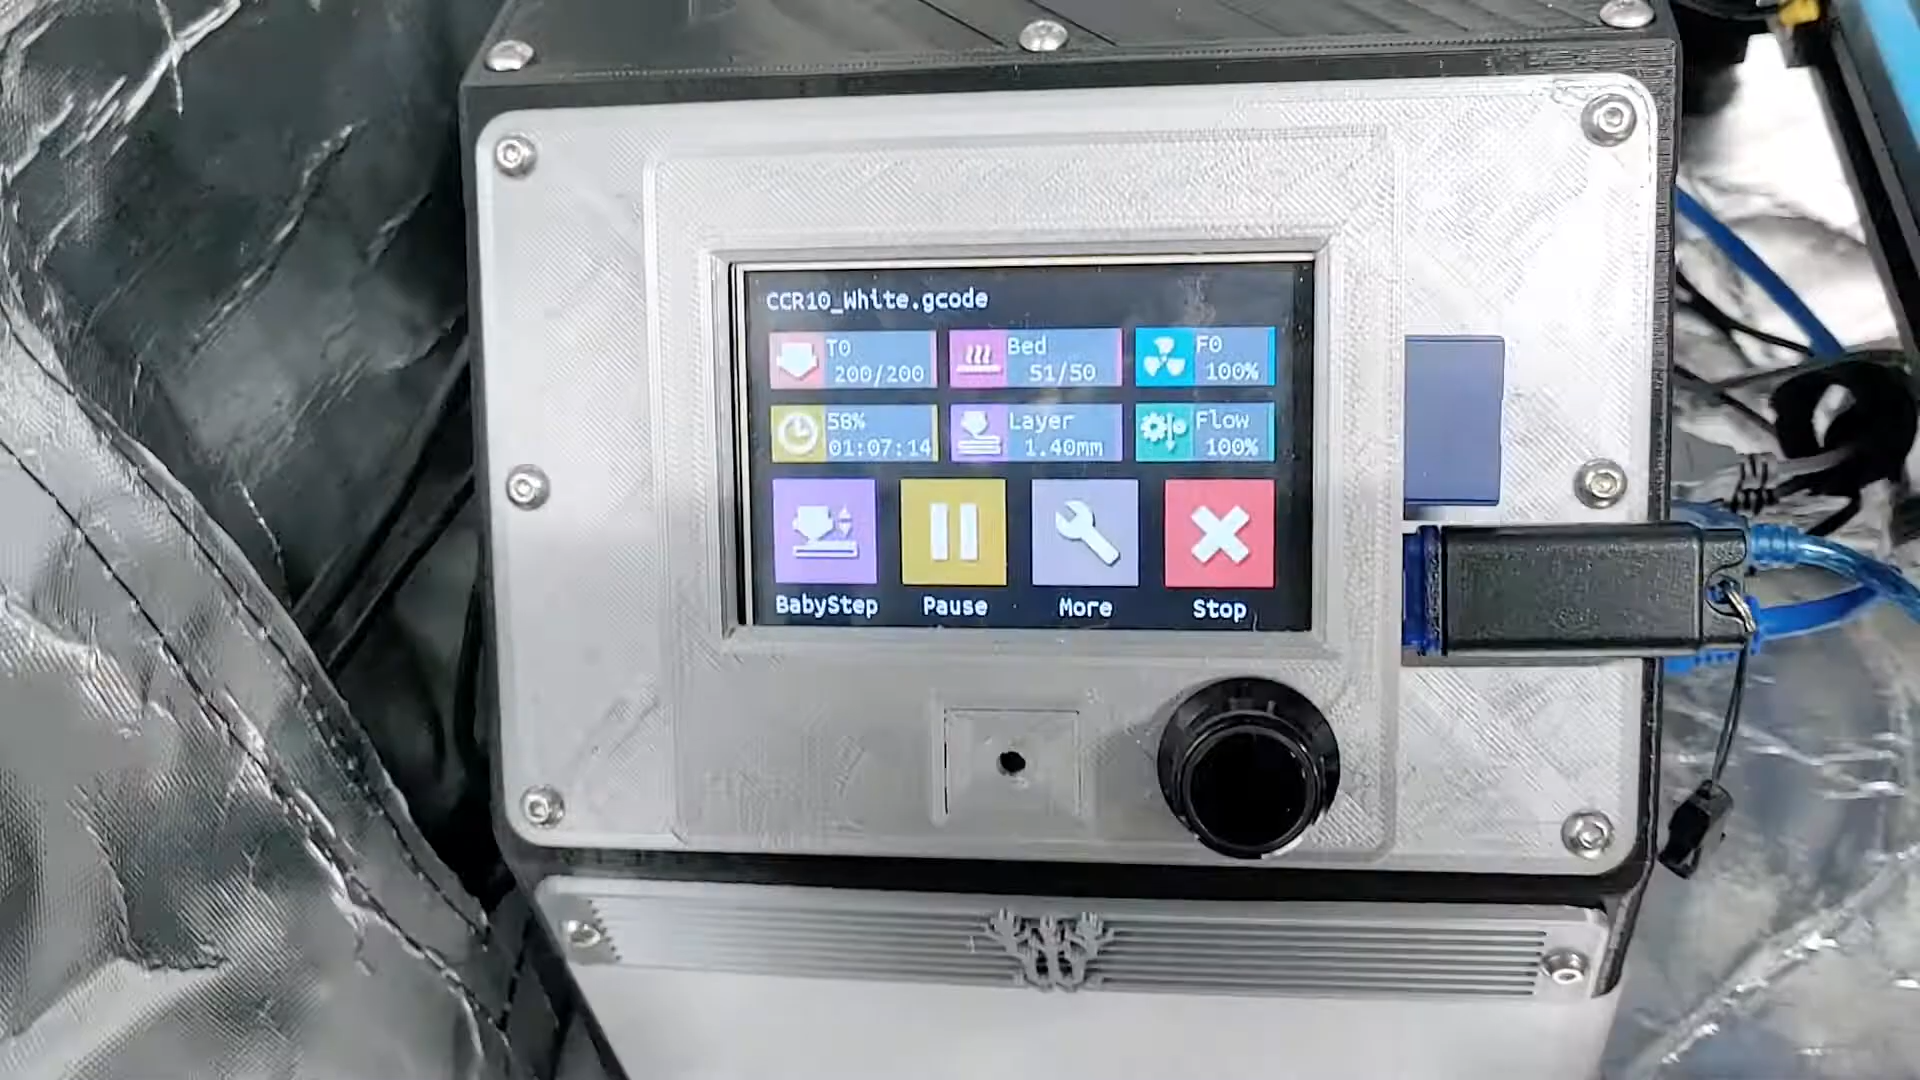 CCR10_White.gcode
T0 Bed F0
200/200 51/50 100%
58% Layer Flow
01:07:14 1.40mm 100%
BabyStep Pause More Stop